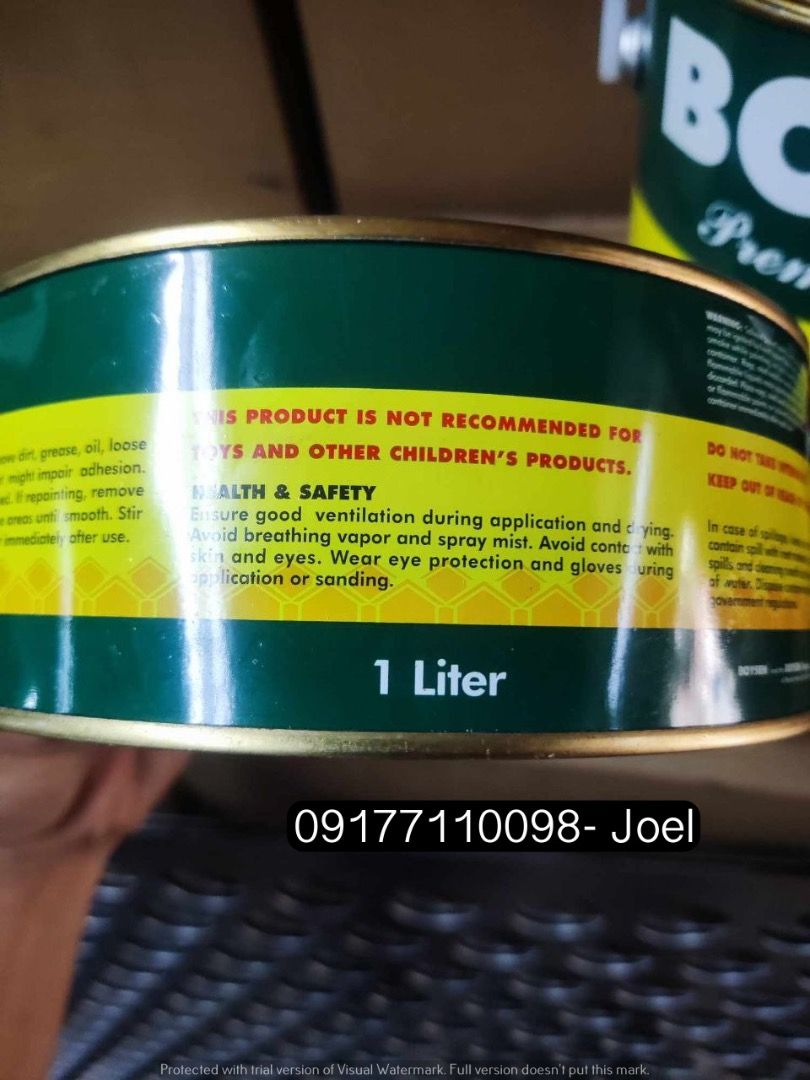 BO
Prem
WARNING:
THIS PRODUCT IS NOT RECOMMENDED FOR
TOYS AND OTHER CHILDREN'S PRODUCTS.
HEALTH & SAFETY
Ensure good ventilation during application and drying.
Avoid breathing vapor and spray mist. Avoid contact with
skin and eyes. Wear eye protection and gloves during
application or sanding.
dirt, grease, oil, loose
might impair adhesion.
If repainting, remove
areas until smooth. Stir
immediately after use.
DO NOT TAKE
KEEP OUT OF
In case of spillage,
contain spill with
spills and cleaning
of water. Dispose
government regulations.
1 Liter
BOYSEN
09177110098- Joel
Protected with trial version of Visual Watermark. Full version doesn't put this mark.